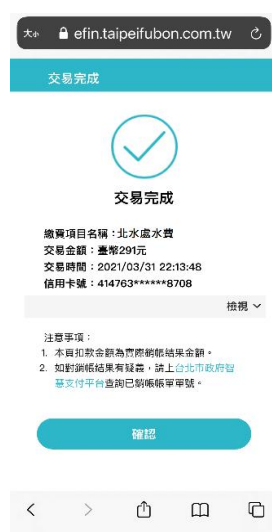 大小 efin.taipeifubon.com.tw
交易完成
交易完成
繳費項目名稱：北水處水費
交易金額：臺幣291元
交易時間：2021/03/31 22:13:48
信用卡號：414763******8708
檢視
注意事項：
1. 本頁扣款金額為實際銷帳結果金額。
2. 如對銷帳結果有疑義，請上台北市政府智
慧支付平台查詢已銷帳帳單單號。
確認